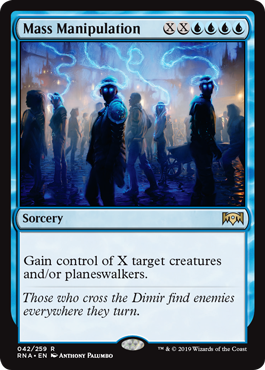 Mass Manipulation XXUUUU
Sorcery
Gain control of X target creatures
and/or planeswalkers.
Those who cross the Dimir find enemies
everywhere they turn.
042/259 R
RNA • EN Anthony Palumbo ™ & © 2019 Wizards of the Coast